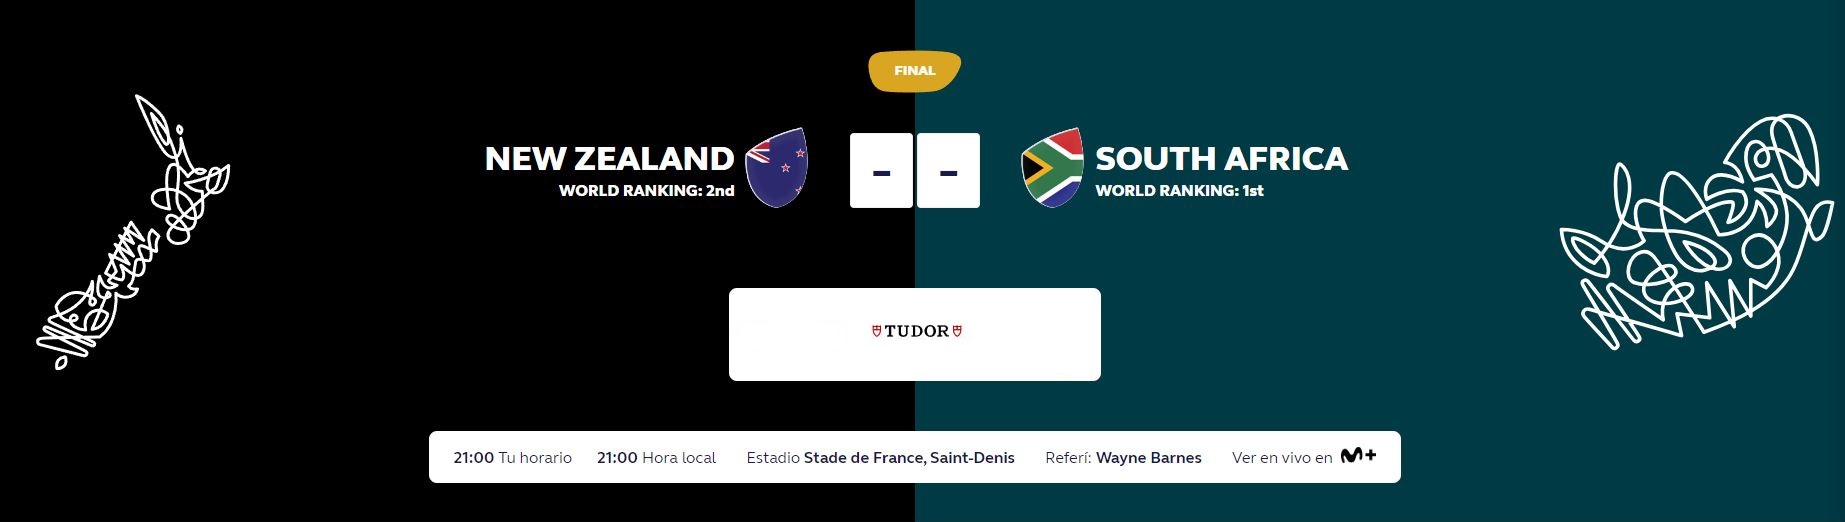 FINAL
NEW ZEALAND
WORLD RANKING: 2nd
- -
SOUTH AFRICA
WORLD RANKING: 1st
TUDOR
21:00 Tu horario 21:00 Hora local Estadio Stade de France, Saint-Denis Referí: Wayne Barnes Ver en vivo en M+